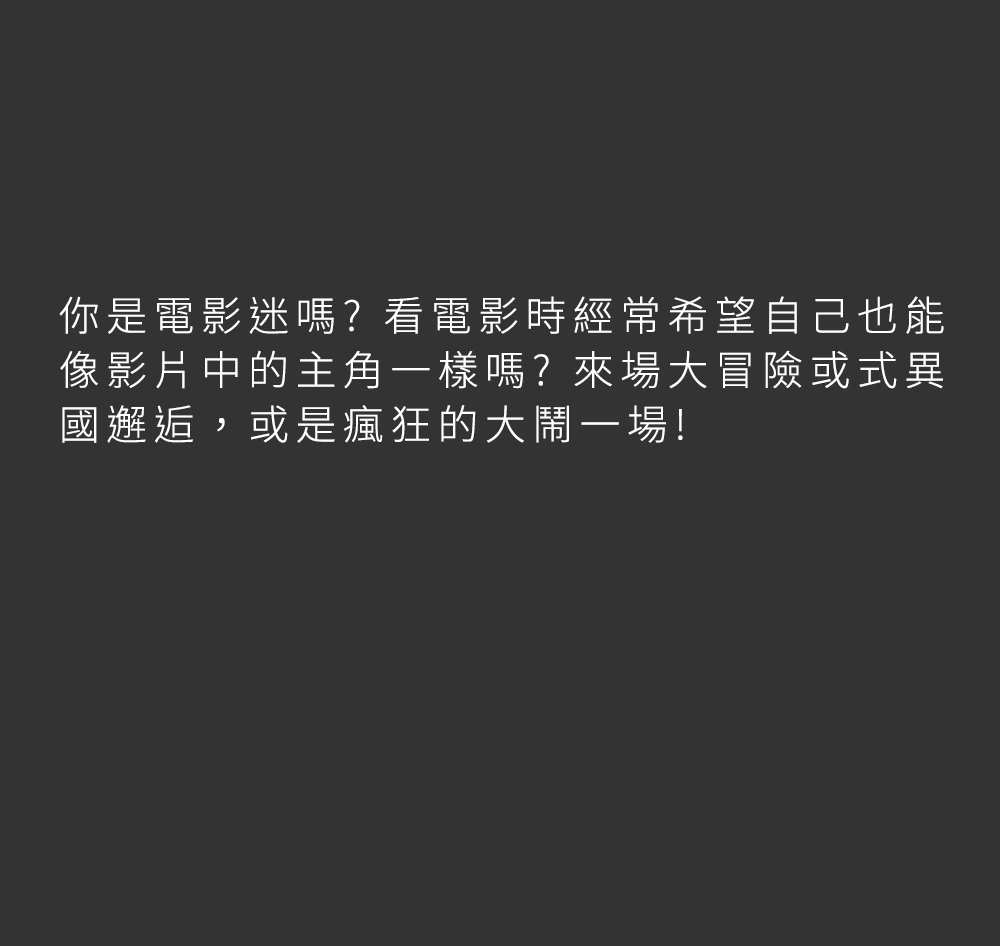 你是電影迷嗎? 看電影時經常希望自己也能
像影片中的主角一樣嗎? 來場大冒險或式異
國邂逅，或是瘋狂的大鬧一場!